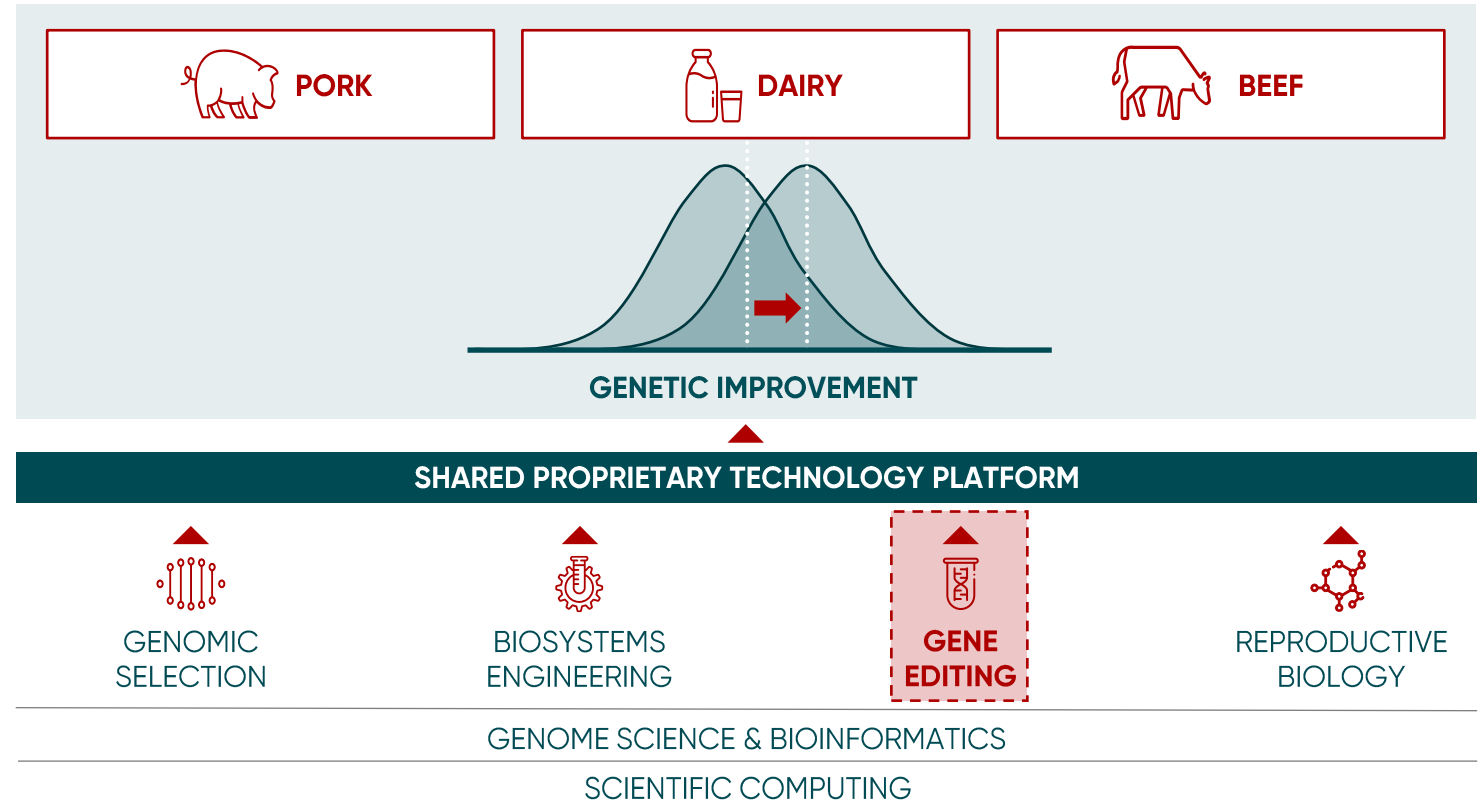 PORK
DAIRY
BEEF
GENETIC IMPROVEMENT
SHARED PROPRIETARY TECHNOLOGY PLATFORM
GENOMIC
SELECTION
BIOSYSTEMS
ENGINEERING
GENE
EDITING
REPRODUCTIVE
BIOLOGY
GENOME SCIENCE & BIOINFORMATICS
SCIENTIFIC COMPUTING